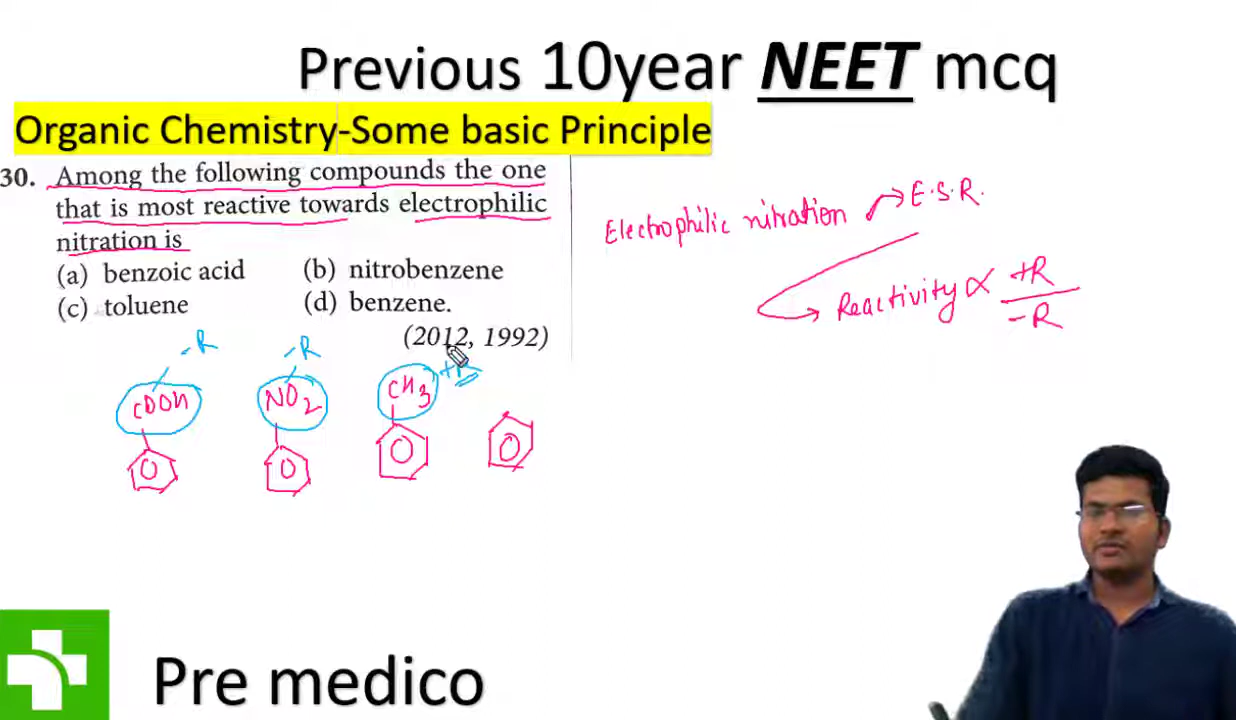 Previous 10year NEET mcq
Organic Chemistry-Some basic Principle
30. Among the following compounds the one
that is most reactive towards electrophilic
nitration is
(a) benzoic acid (b) nitrobenzene
(c) toluene (d) benzene.
(2012, 1992)
Electrophilic nitration → E.S.R.
→ Reactivity ∝ +R
-R
-R -R +R
COOH NO2 CH3
Pre medico